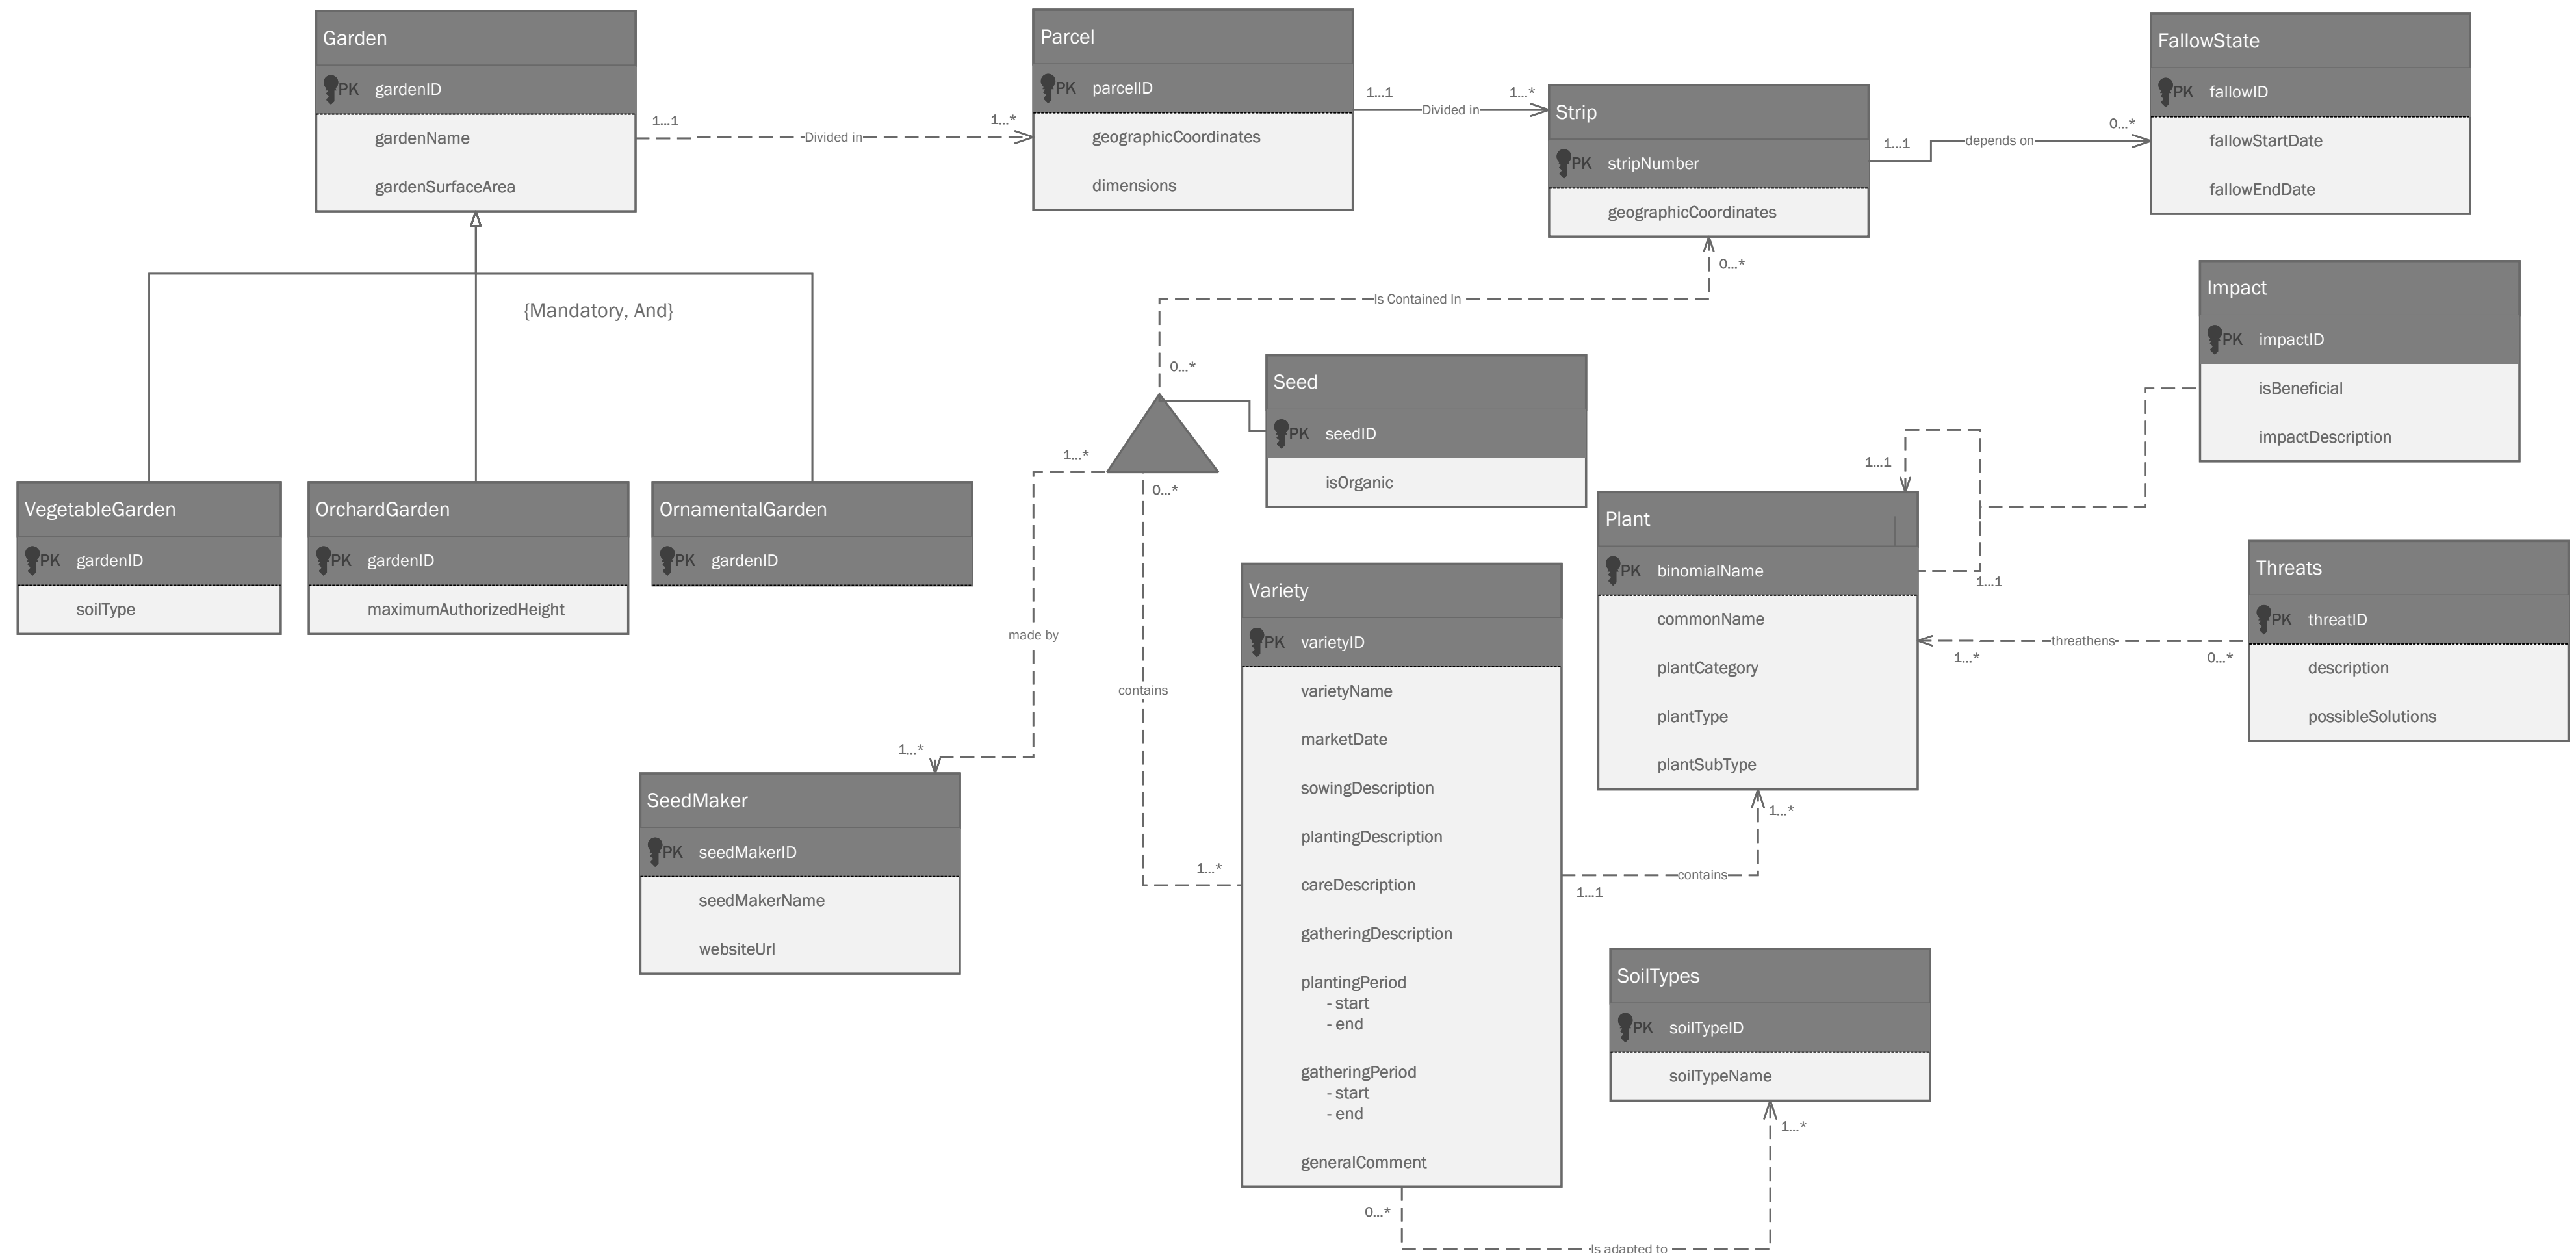 Garden
PK gardenID
gardenName
gardenSurfaceArea
1...1
Divided in
1...*
Parcel
PK parcelID
geographicCoordinates
dimensions
1...1
Divided in
1...*
Strip
PK stripNumber
geographicCoordinates
1...1
depends on
0...*
FallowState
PK fallowID
fallowStartDate
fallowEndDate
{Mandatory, And}
VegetableGarden
PK gardenID
soilType
OrchardGarden
PK gardenID
maximumAuthorizedHeight
OrnamentalGarden
PK gardenID
0...*
Is Contained In
0...*
Seed
PK seedID
isOrganic
1...*
made by
1...*
0...*
contains
1...*
SeedMaker
PK seedMakerID
seedMakerName
websiteUrl
Variety
PK varietyID
varietyName
marketDate
sowingDescription
plantingDescription
careDescription
gatheringDescription
plantingPeriod
- start
- end
gatheringPeriod
- start
- end
generalComment
1...1
contains
1...*
Plant
PK binomialName
commonName
plantCategory
plantType
plantSubType
1...1
1...1
Impact
PK impactID
isBeneficial
impactDescription
Threats
PK threatID
description
possibleSolutions
1...*
threathens
0...*
SoilTypes
PK soilTypeID
soilTypeName
1...*
0...*
Is adapted to